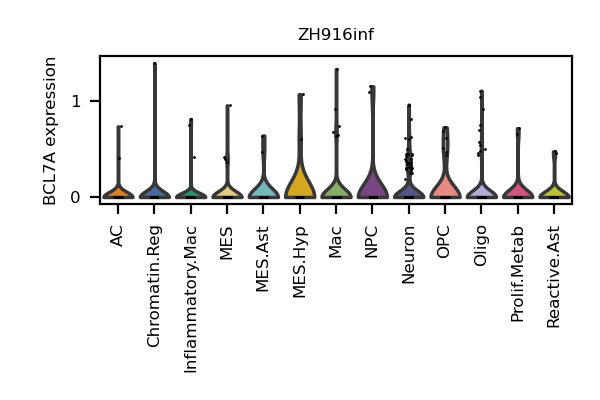 ZH916inf
BCL7A expression
1
0
AC
Chromatin.Reg
Inflammatory.Mac
MES
MES.Ast
MES.Hyp
Mac
NPC
Neuron
OPC
Oligo
Prolif.Metab
Reactive.Ast